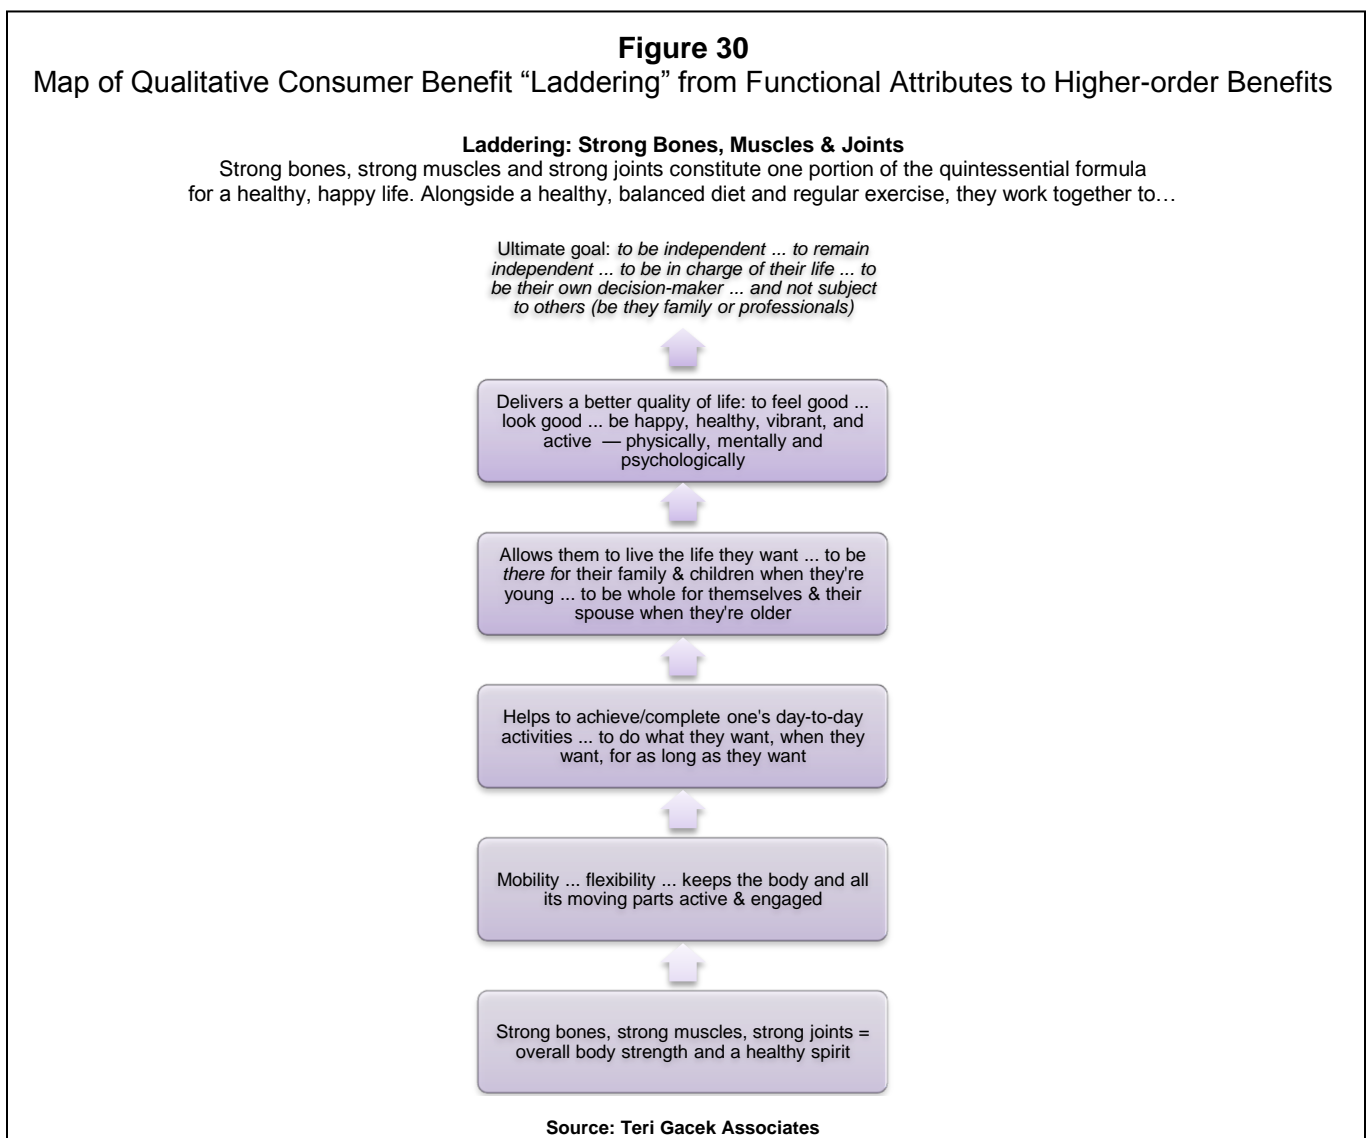 Figure 30
Map of Qualitative Consumer Benefit “Laddering” from Functional Attributes to Higher-order Benefits
Laddering: Strong Bones, Muscles & Joints
Strong bones, strong muscles and strong joints constitute one portion of the quintessential formula
for a healthy, happy life. Alongside a healthy, balanced diet and regular exercise, they work together to…
Ultimate goal: to be independent ... to remain
independent ... to be in charge of their life ... to
be their own decision-maker ... and not subject
to others (be they family or professionals)
Delivers a better quality of life: to feel good ...
look good ... be happy, healthy, vibrant, and
active — physically, mentally and
psychologically
Allows them to live the life they want ... to be
there for their family & children when they're
young ... to be whole for themselves & their
spouse when they're older
Helps to achieve/complete one's day-to-day
activities ... to do what they want, when they
want, for as long as they want
Mobility ... flexibility ... keeps the body and all
its moving parts active & engaged
Strong bones, strong muscles, strong joints =
overall body strength and a healthy spirit
Source: Teri Gacek Associates